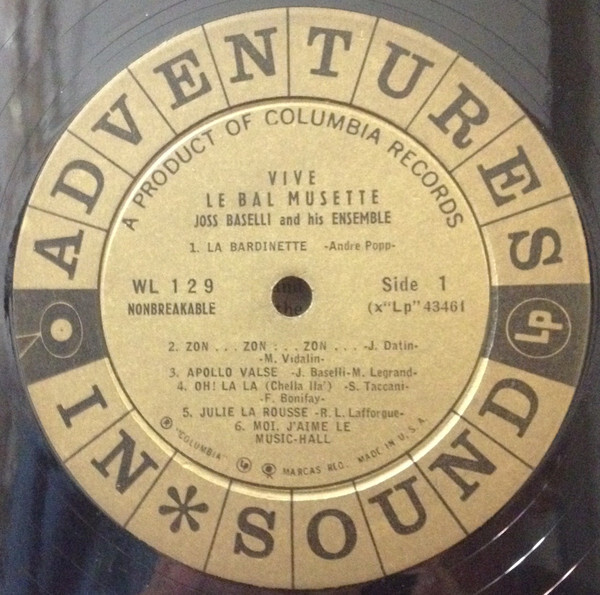 ADVENTURES
IN * SOUND
A PRODUCT OF COLUMBIA RECORDS
VIVE
LE BAL MUSETTE
JOSS BASELLI and his ENSEMBLE
1. LA BARDINETTE -Andre Popp-
WL 129
NONBREAKABLE
and
the
Side 1
(x"Lp" 43461
Lp
2. ZON . . . ZON . . . ZON . . . -J. Datin-
-M. Vidalin-
3. APOLLO VALSE -J. Baselli-M. Legrand-
4. OH! LA LA (Chella lla') -S. Taccani-
-F. Bonifay-
5. JULIE LA ROUSSE -R. L. Lafforgue-
6. MOI, J'AIME LE
MUSIC-HALL
® "COLUMBIA" Lp MARCAS REG. MADE IN U. S. A.